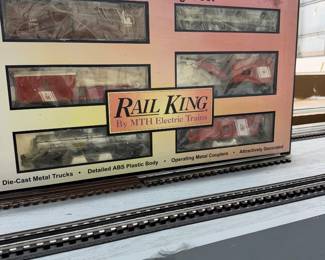 RAIL KING
By MTH Electric Trains
Die-Cast Metal Trucks • Detailed ABS Plastic Body • Operating Metal Couplers • Attractively Decorated